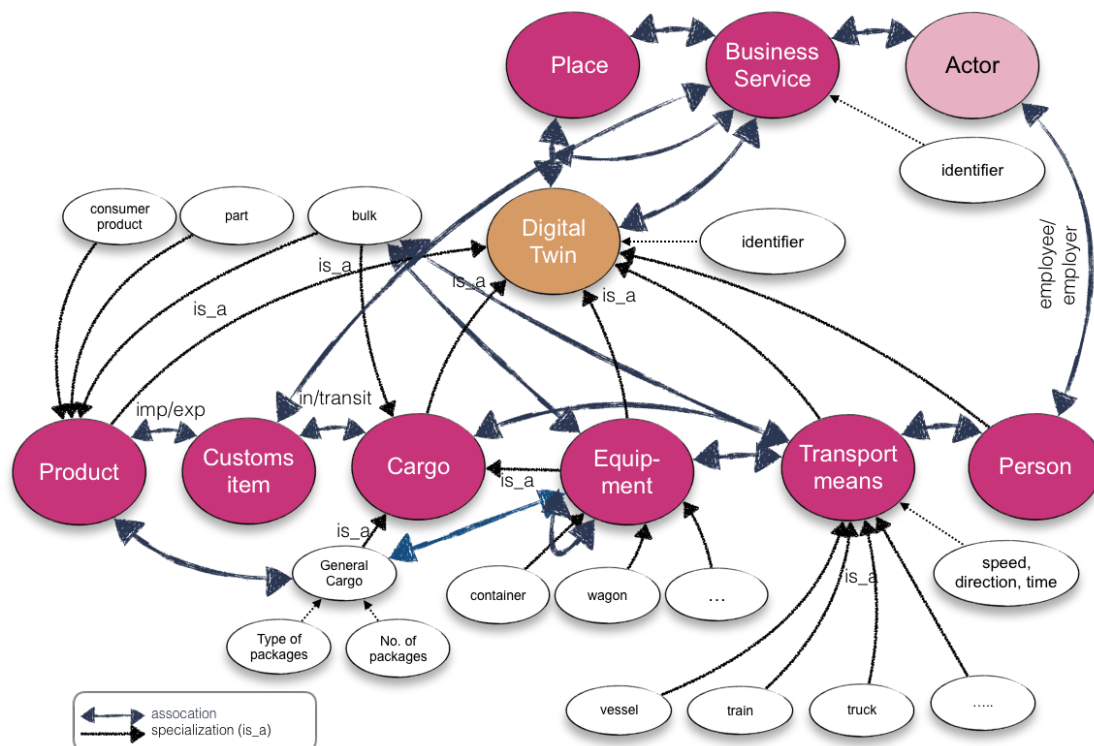 Place
Business
Service
Actor
identifier
consumer
product
part
bulk
Digital
Twin
identifier
employee/
employer
is_a
is_a
is_a
is_a
imp/exp
in/transit
Product
Customs
item
Cargo
is_a
Equip-
ment
Transport
means
Person
is_a
General
Cargo
container
wagon
...
is_a
speed,
direction, time
Type of
packages
No. of
packages
vessel
train
truck
.....
assocation
specialization (is_a)